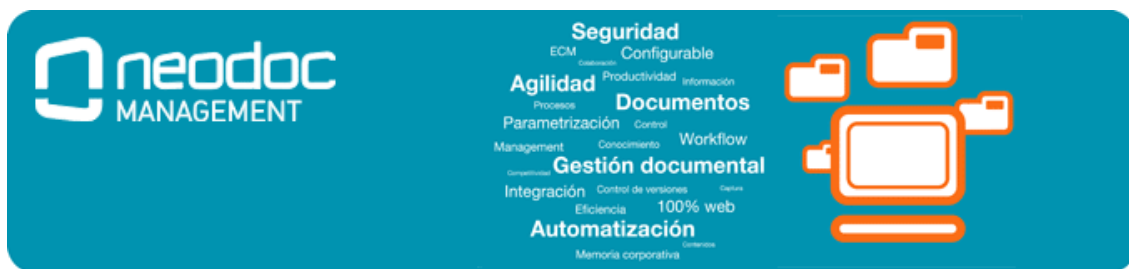 neodoc
MANAGEMENT
Seguridad
ECM Configurable
Colaboración
Agilidad Productividad Información
Procesos Documentos
Parametrización Control
Management Conocimiento Workflow
Competitividad Gestión documental
Integración Control de versiones Captura
Eficiencia 100% web
Automatización
Contenidos
Memoria corporativa